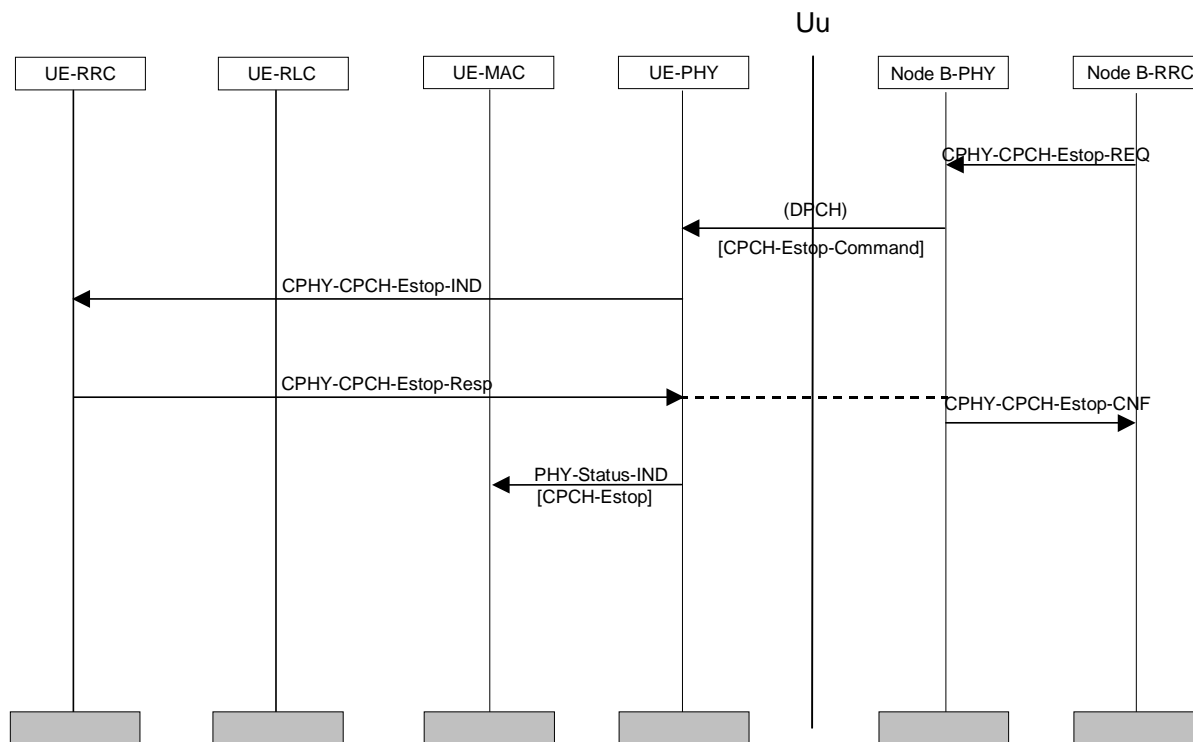 Uu
UE-RRC
UE-RLC
UE-MAC
UE-PHY
Node B-PHY
Node B-RRC
CPHY-CPCH-Estop-REQ
(DPCH)
[CPCH-Estop-Command]
CPHY-CPCH-Estop-IND
CPHY-CPCH-Estop-Resp
CPHY-CPCH-Estop-CNF
PHY-Status-IND
[CPCH-Estop]